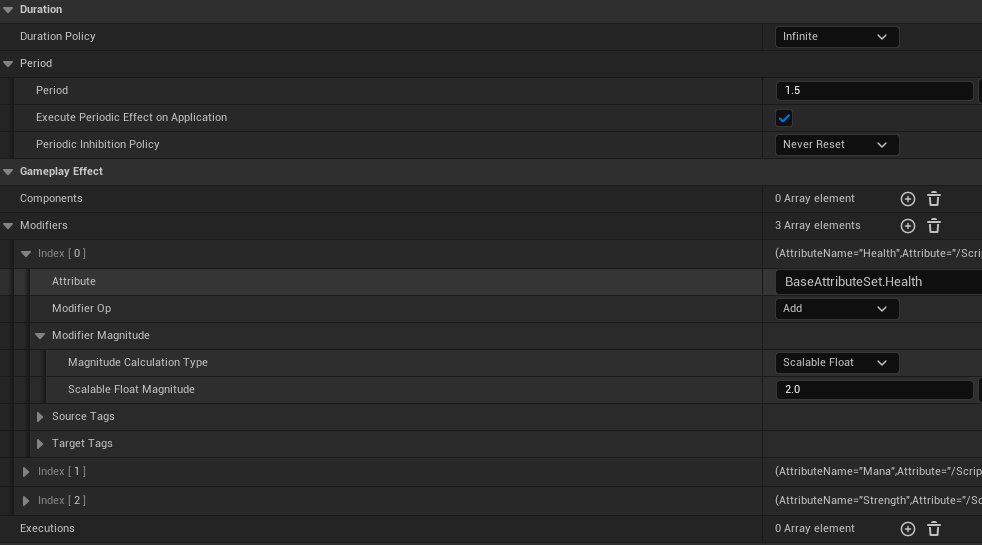 Duration
Duration Policy Infinite
Period
Period 1.5
Execute Periodic Effect on Application
Periodic Inhibition Policy Never Reset
Gameplay Effect
Components 0 Array element
Modifiers 3 Array elements
Index [ 0 ] (AttributeName="Health",Attribute="/Scri
Attribute BaseAttributeSet.Health
Modifier Op Add
Modifier Magnitude
Magnitude Calculation Type Scalable Float
Scalable Float Magnitude 2.0
Source Tags
Target Tags
Index [ 1 ] (AttributeName="Mana",Attribute="/Scrip
Index [ 2 ] (AttributeName="Strength",Attribute="/Sc
Executions 0 Array element